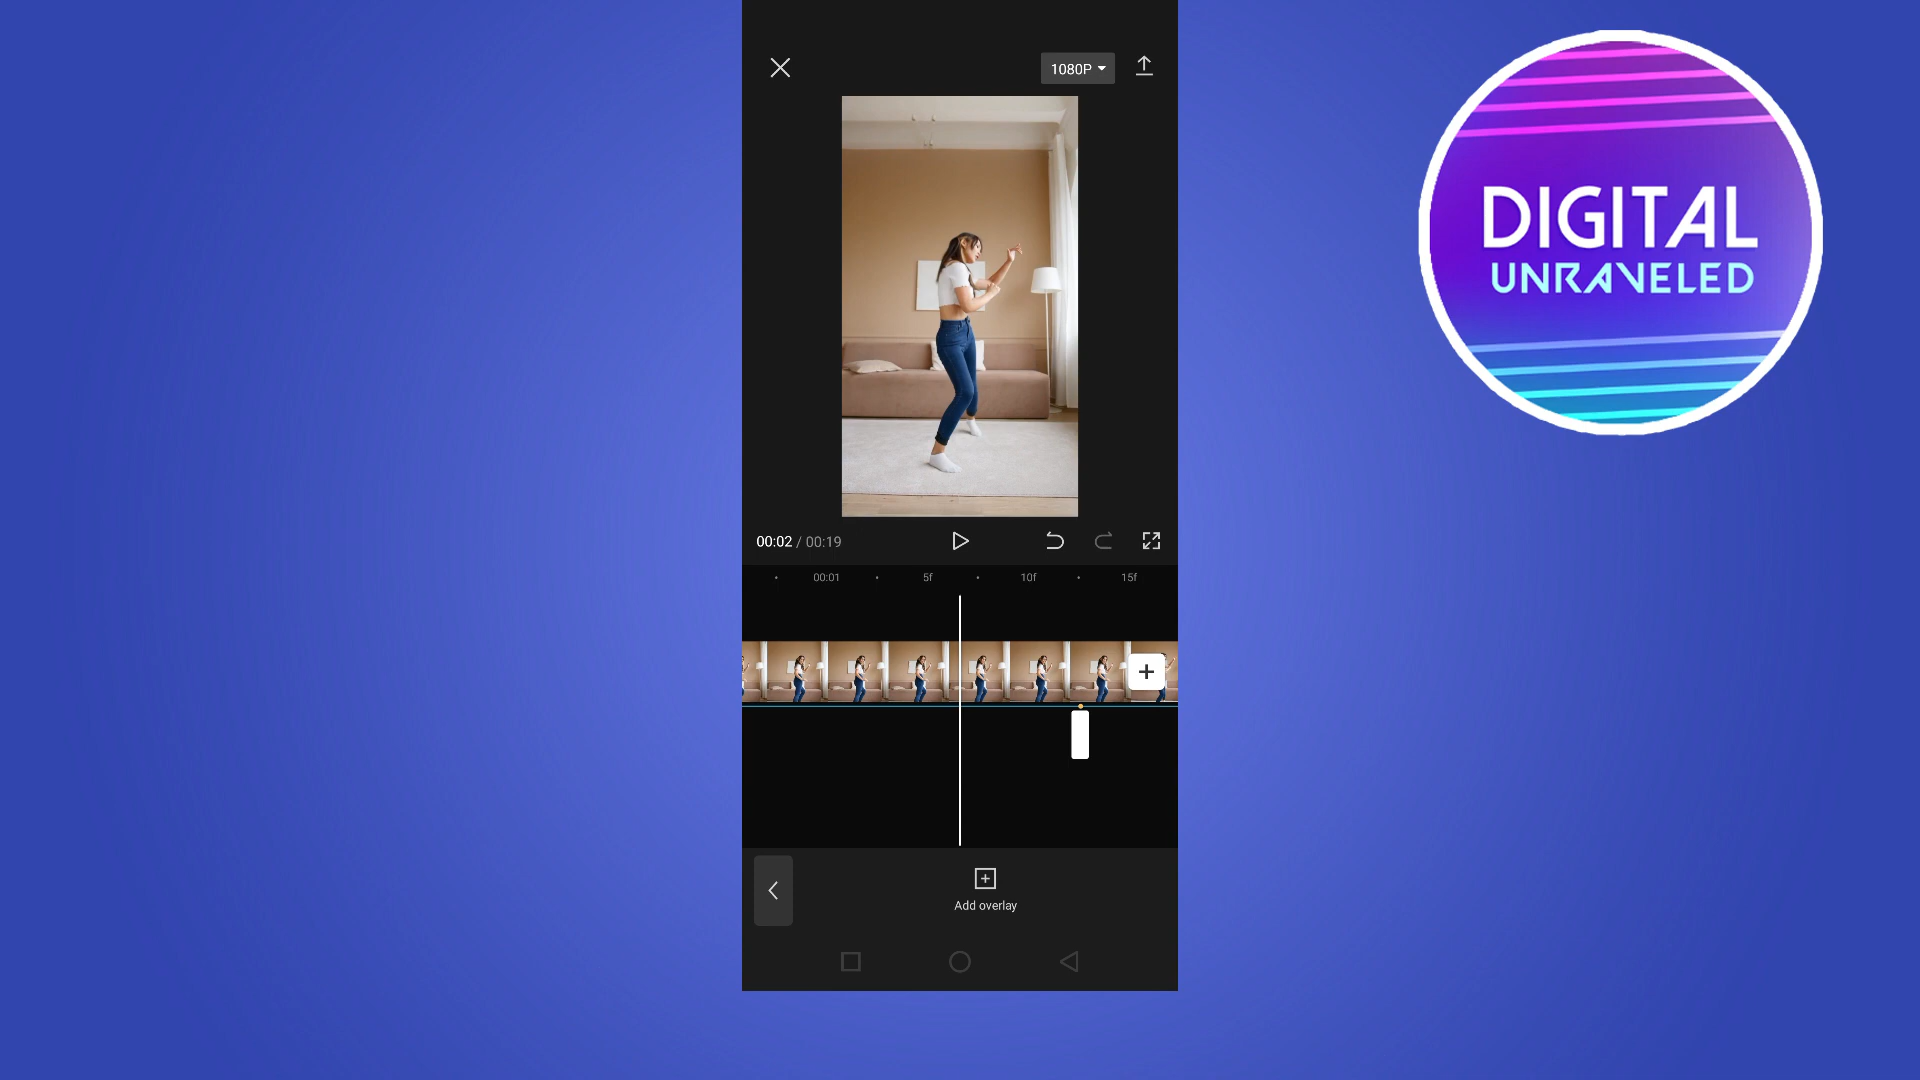 1080P
DIGITAL
UNRAVELED
00:02 / 00:19
00:01 5f 10f 15f
Add overlay